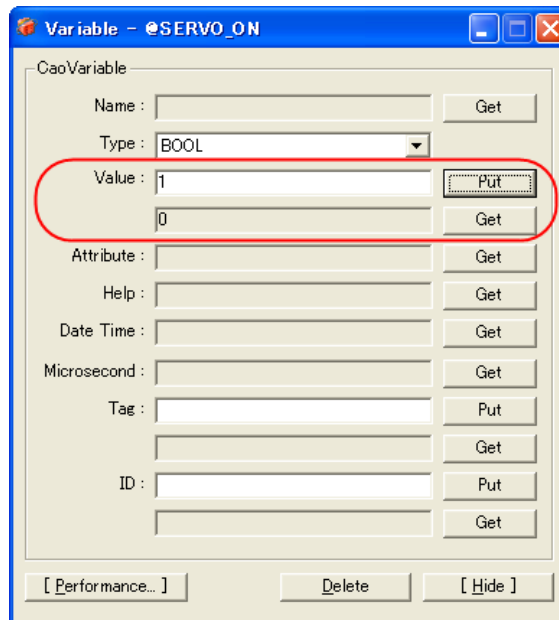 Variable - @SERVO_ON
CaoVariable
Name : Get
Type : BOOL
Value : 1 Put
0 Get
Attribute : Get
Help : Get
Date Time : Get
Microsecond : Get
Tag : Put
Get
ID : Put
Get
[ Performance... ] Delete [ Hide ]